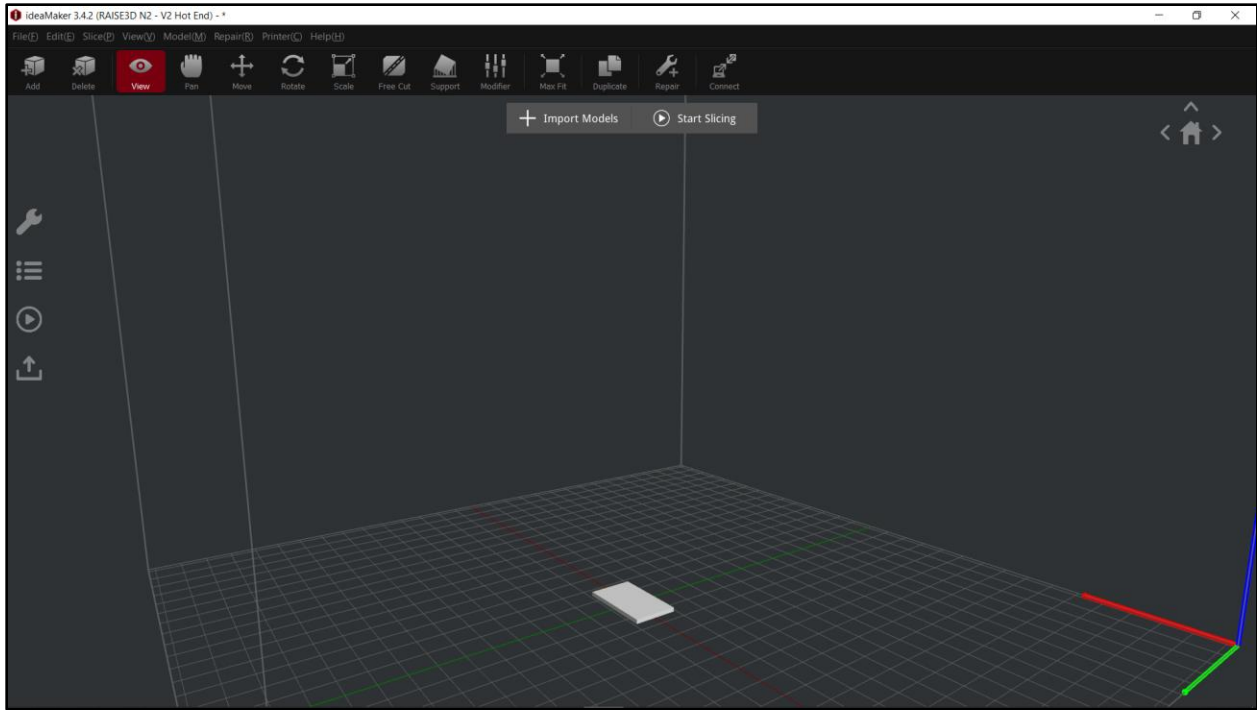 ideaMaker 3.4.2 (RAISE3D N2 - V2 Hot End) - *
File(F) Edit(E) Slice(P) View(V) Model(M) Repair(R) Printer(C) Help(H)
Add Delete View Pan Move Rotate Scale Free Cut Support Modifier Max Fit Duplicate Repair Connect
Import Models Start Slicing